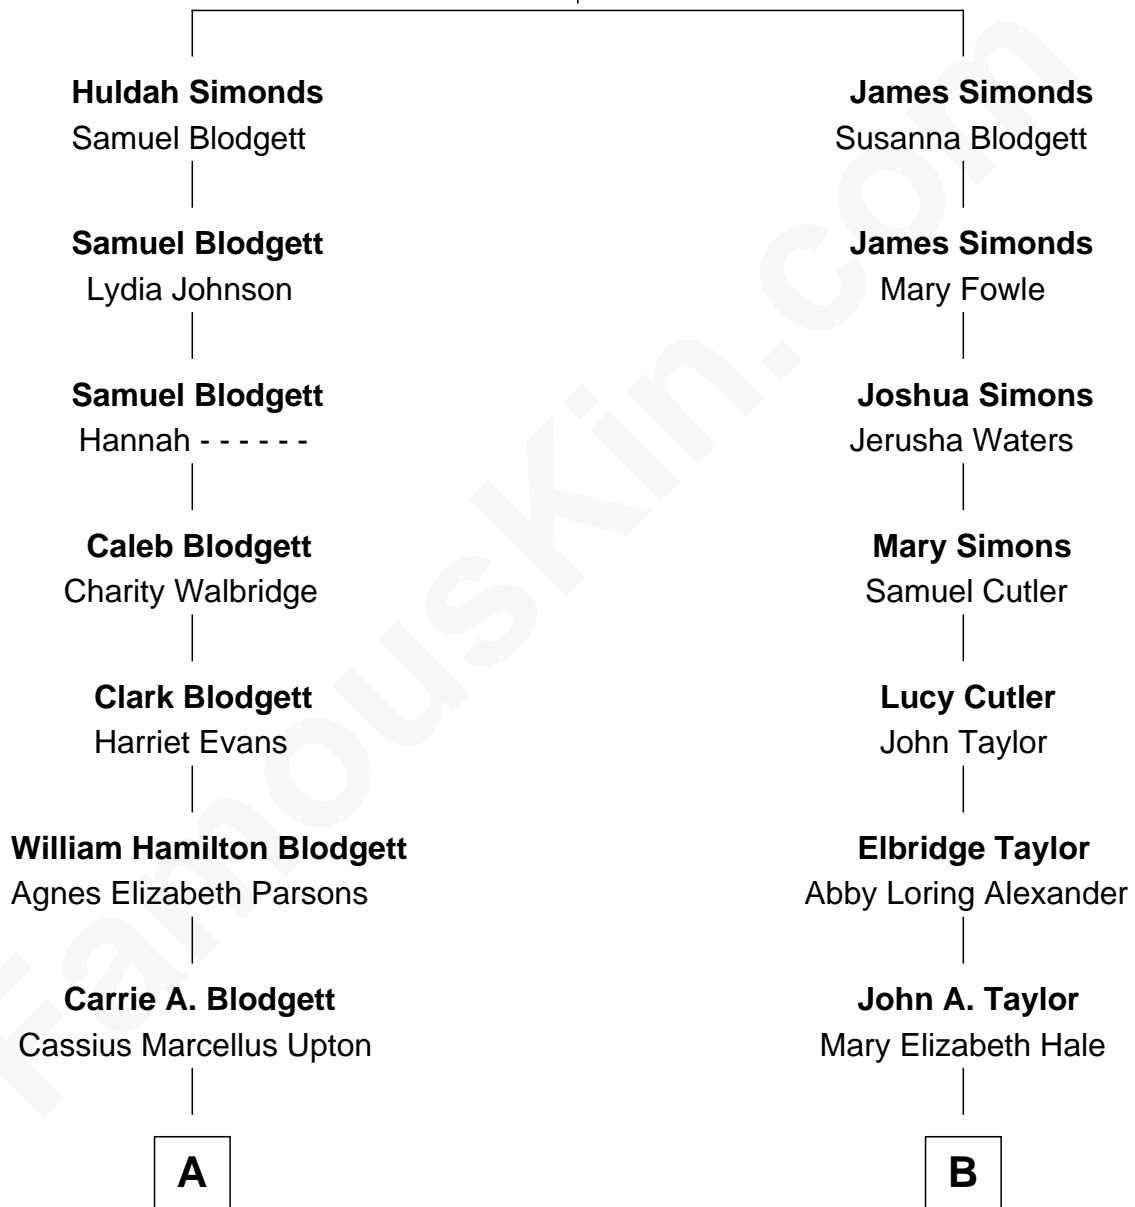 Huldah Simonds
Samuel Blodgett
James Simonds
Susanna Blodgett
Samuel Blodgett
Lydia Johnson
James Simonds
Mary Fowle
Samuel Blodgett
Hannah - - - - - -
Joshua Simons
Jerusha Waters
Caleb Blodgett
Charity Walbridge
Mary Simons
Samuel Cutler
Clark Blodgett
Harriet Evans
Lucy Cutler
John Taylor
William Hamilton Blodgett
Agnes Elizabeth Parsons
Elbridge Taylor
Abby Loring Alexander
Carrie A. Blodgett
Cassius Marcellus Upton
John A. Taylor
Mary Elizabeth Hale
A
B
FamousKin.com